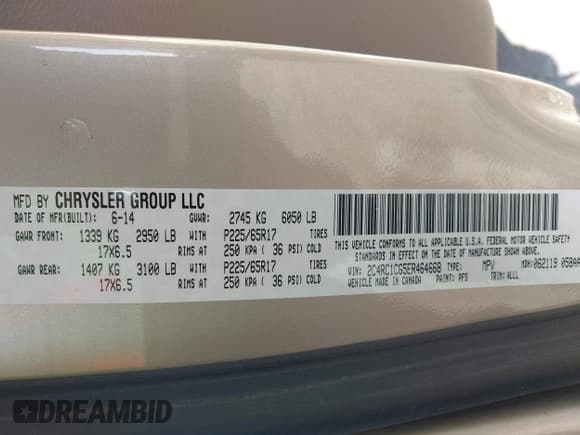 MFD BY CHRYSLER GROUP LLC
DATE OF MFR(BUILT): 6-14 GVWR: 2745 KG 6050 LB
GAWR FRONT: 1339 KG 2950 LB WITH P225/65R17 TIRES
17X6.5 RIMS AT 250 KPA ( 36 PSI) COLD
GAWR REAR: 1407 KG 3100 LB WITH P225/65R17 TIRES
17X6.5 RIMS AT 250 KPA ( 36 PSI) COLD
THIS VEHICLE CONFORMS TO ALL APPLICABLE U.S.A. FEDERAL MOTOR VEHICLE SAFETY
STANDARDS IN EFFECT ON THE DATE OF MANUFACTURE SHOWN ABOVE.
VIN: 2C4RC1CG5ER464668 TYPE: MPV MDH: 062119 058AA
VEHICLE MADE IN CANADA PAINT: PFS TRIM: ALLL
DREAMBID